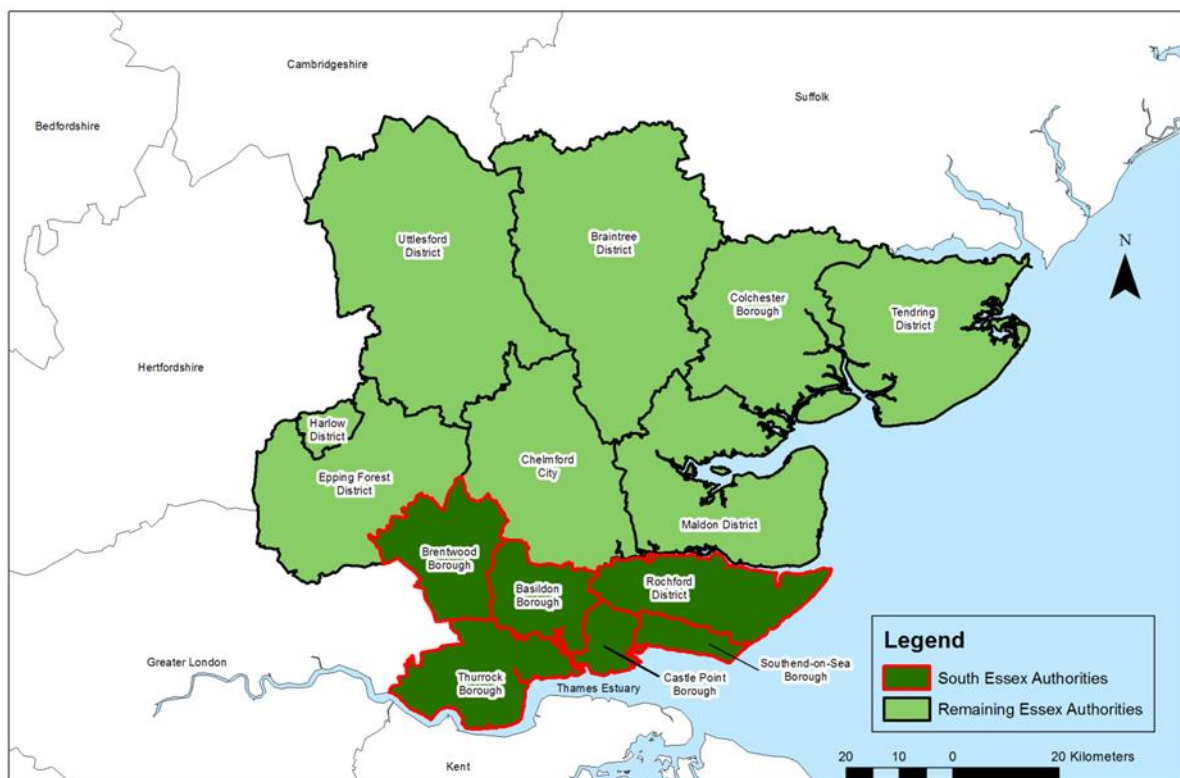 Cambridgeshire
Suffolk
Bedfordshire
Uttlesford
District
Braintree
District
N
Colchester
Borough
Tendring
District
Hertfordshire
Harlow
District
Epping Forest
District
Chelmford
City
Maldon District
Brentwood
Borough
Basildon
Borough
Rochford
District
Legend
South Essex Authorities
Remaining Essex Authorities
Greater London
Thurrock
Borough
Thames Estuary
Castle Point
Borough
Southend-on-Sea
Borough
Kent
20 10 0 20 Kilometers